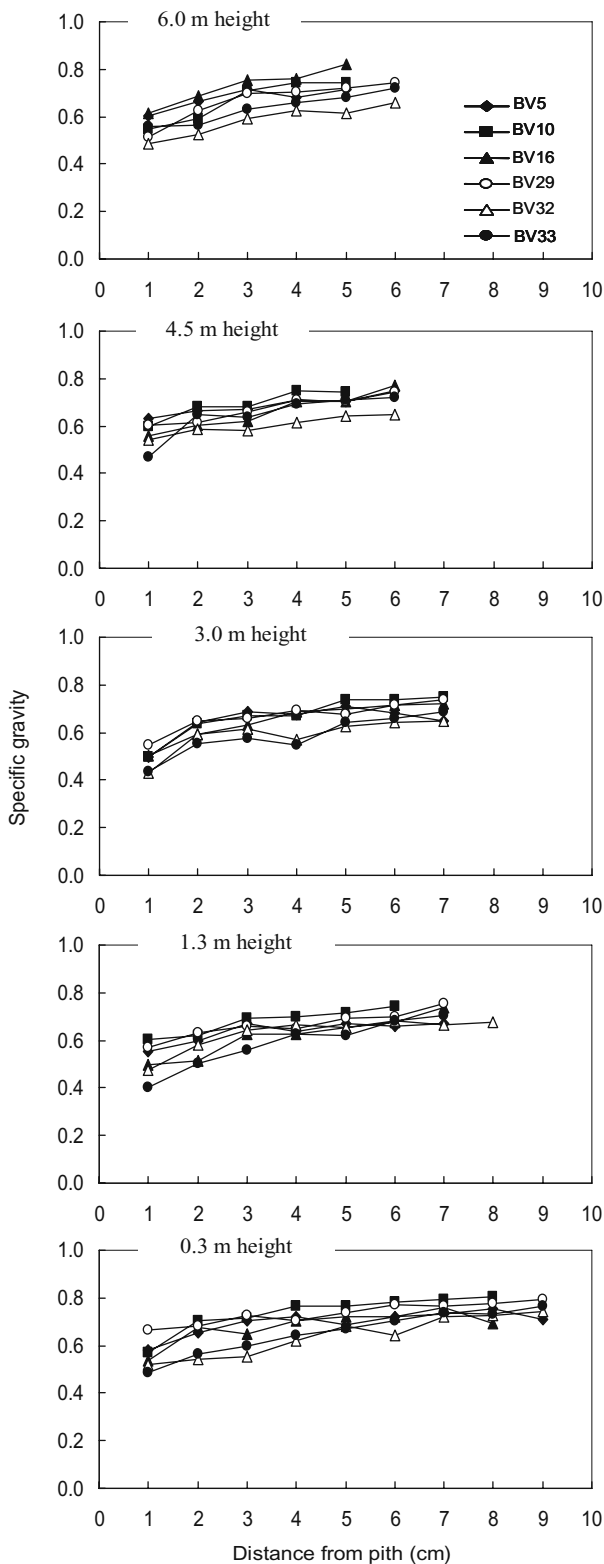 6.0 m height
1.0
0.8
0.6
0.4
0.2
0.0
BV5
BV10
BV16
BV29
BV32
BV33
0 1 2 3 4 5 6 7 8 9 10
4.5 m height
1.0
0.8
0.6
0.4
0.2
0.0
0 1 2 3 4 5 6 7 8 9 10
3.0 m height
1.0
0.8
0.6
0.4
0.2
0.0
0 1 2 3 4 5 6 7 8 9 10
Specific gravity
1.3 m height
1.0
0.8
0.6
0.4
0.2
0.0
0 1 2 3 4 5 6 7 8 9 10
0.3 m height
1.0
0.8
0.6
0.4
0.2
0.0
0 1 2 3 4 5 6 7 8 9 10
Distance from pith (cm)